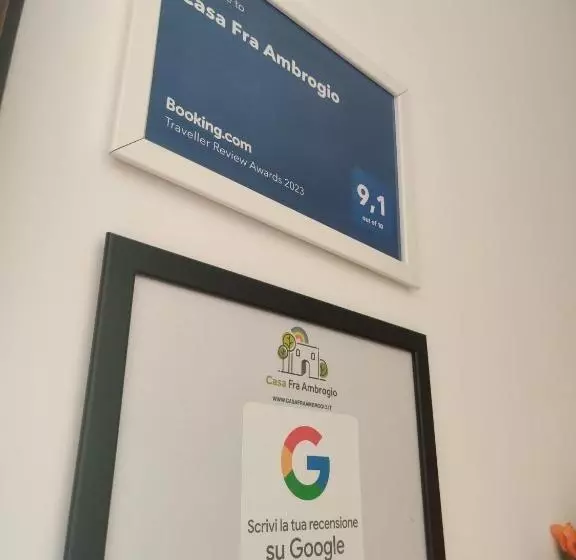 to
Casa Fra Ambrogio
Booking.com
Traveller Review Awards 2023
9,1
out of 10
Casa Fra Ambrogio
WWW.CASAFRAAMBROGIO.IT
G
Scrivi la tua recensione
su Google